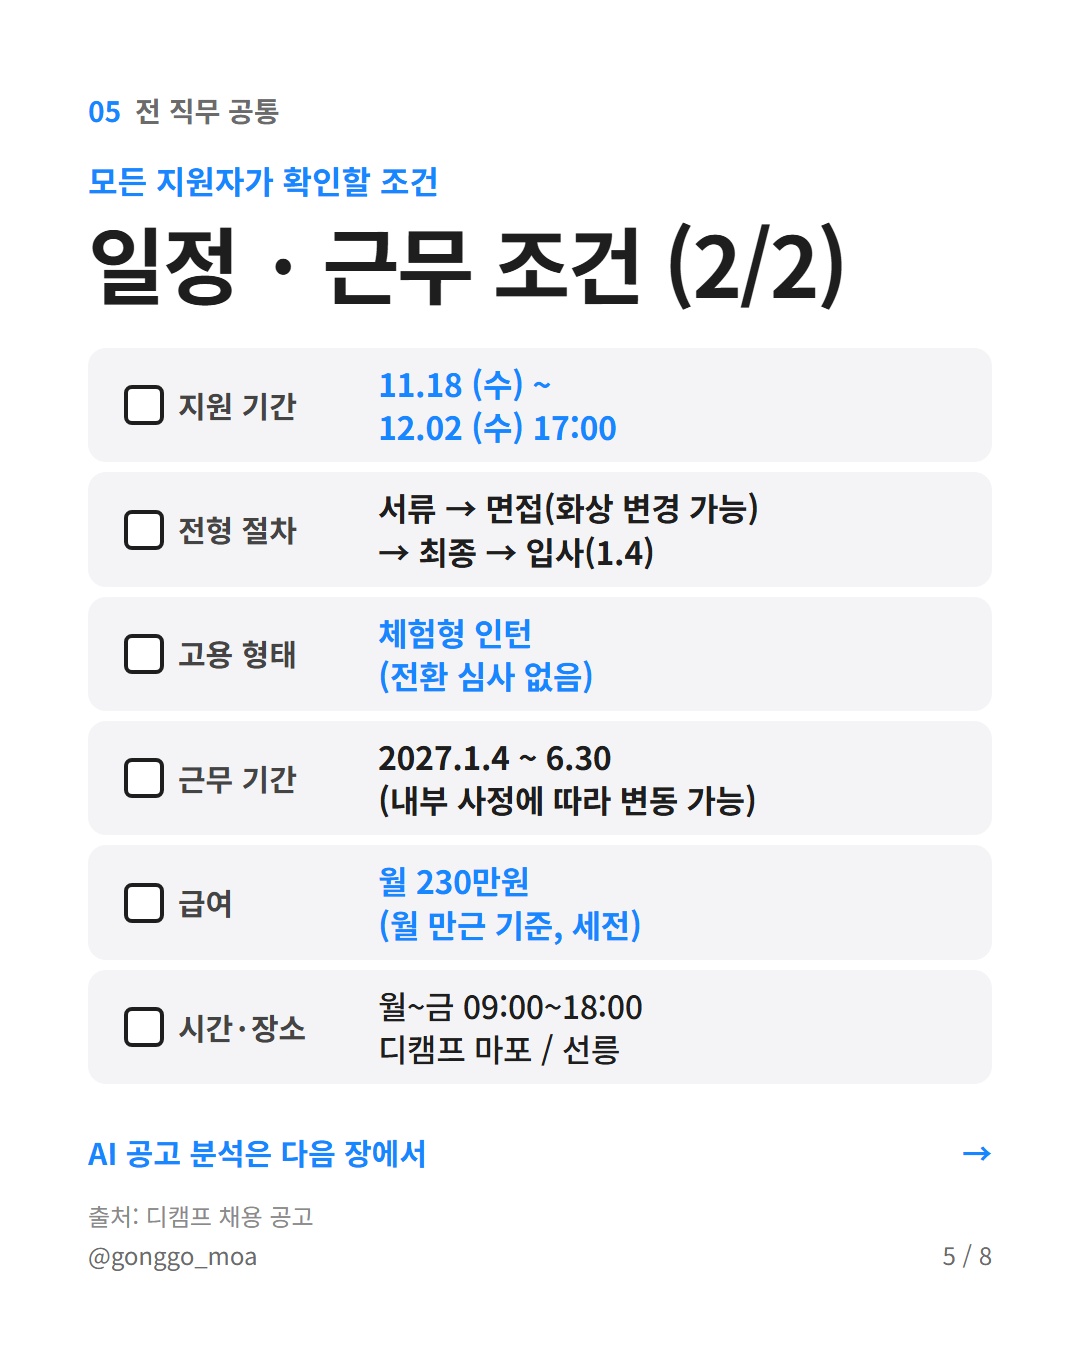 05 전 직무 공통
모든 지원자가 확인할 조건
일정 · 근무 조건 (2/2)
지원 기간
11.18 (수) ~
12.02 (수) 17:00
전형 절차
서류 → 면접(화상 변경 가능)
→ 최종 → 입사(1.4)
고용 형태
체험형 인턴
(전환 심사 없음)
근무 기간
2027.1.4 ~ 6.30
(내부 사정에 따라 변동 가능)
급여
월 230만원
(월 만근 기준, 세전)
시간·장소
월~금 09:00~18:00
디캠프 마포 / 선릉
AI 공고 분석은 다음 장에서 →
출처: 디캠프 채용 공고
@gonggo_moa
5 / 8